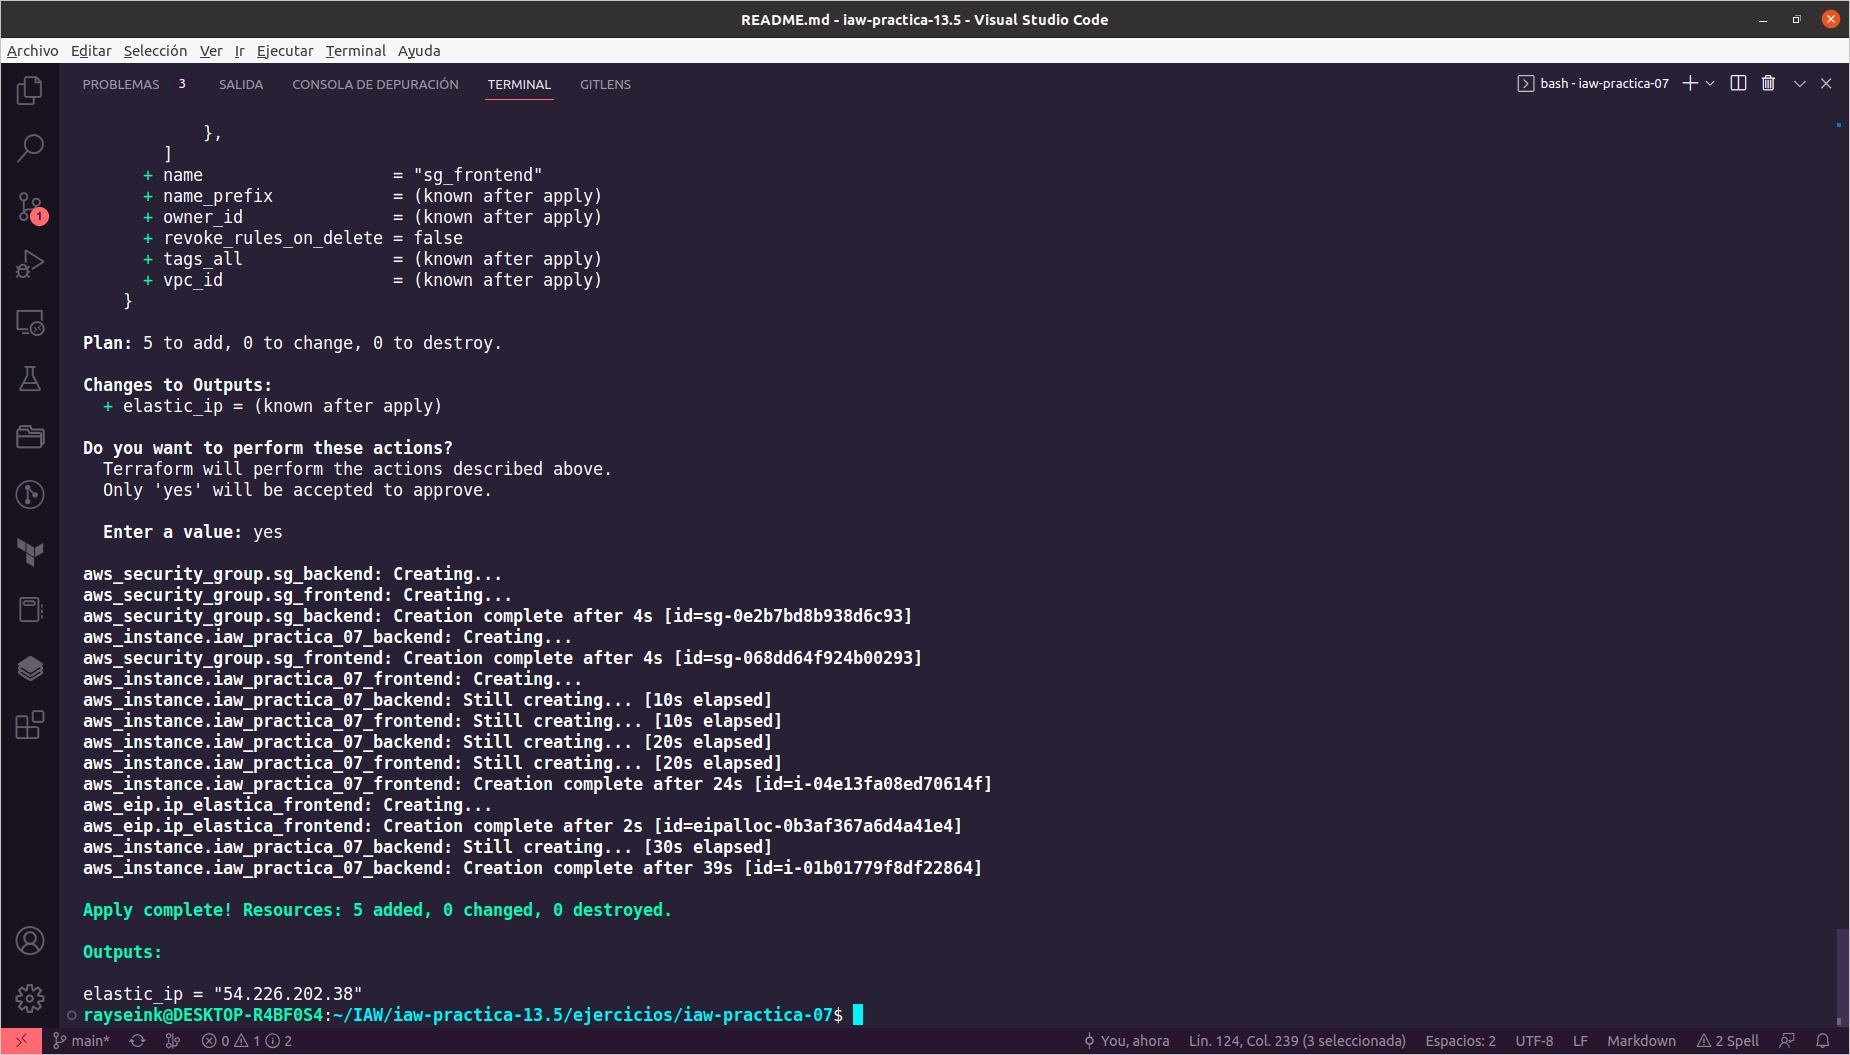 README.md - iaw-practica-13.5 - Visual Studio Code
Archivo Editar Selección Ver Ir Ejecutar Terminal Ayuda
PROBLEMAS 3 SALIDA CONSOLA DE DEPURACIÓN TERMINAL GITLENS bash - iaw-practica-07
},
]
+ name = "sg_frontend"
+ name_prefix = (known after apply)
+ owner_id = (known after apply)
+ revoke_rules_on_delete = false
+ tags_all = (known after apply)
+ vpc_id = (known after apply)
}
Plan: 5 to add, 0 to change, 0 to destroy.
Changes to Outputs:
+ elastic_ip = (known after apply)
Do you want to perform these actions?
Terraform will perform the actions described above.
Only 'yes' will be accepted to approve.
Enter a value: yes
aws_security_group.sg_backend: Creating...
aws_security_group.sg_frontend: Creating...
aws_security_group.sg_backend: Creation complete after 4s [id=sg-0e2b7bd8b938d6c93]
aws_instance.iaw_practica_07_backend: Creating...
aws_security_group.sg_frontend: Creation complete after 4s [id=sg-068dd64f924b00293]
aws_instance.iaw_practica_07_frontend: Creating...
aws_instance.iaw_practica_07_backend: Still creating... [10s elapsed]
aws_instance.iaw_practica_07_frontend: Still creating... [10s elapsed]
aws_instance.iaw_practica_07_backend: Still creating... [20s elapsed]
aws_instance.iaw_practica_07_frontend: Still creating... [20s elapsed]
aws_instance.iaw_practica_07_frontend: Creation complete after 24s [id=i-04e13fa08ed70614f]
aws_eip.ip_elastica_frontend: Creating...
aws_eip.ip_elastica_frontend: Creation complete after 2s [id=eipalloc-0b3af367a6d4a41e4]
aws_instance.iaw_practica_07_backend: Still creating... [30s elapsed]
aws_instance.iaw_practica_07_backend: Creation complete after 39s [id=i-01b01779f8df22864]
Apply complete! Resources: 5 added, 0 changed, 0 destroyed.
Outputs:
elastic_ip = "54.226.202.38"
rayseink@DESKTOP-R4BF0S4:~/IAW/iaw-practica-13.5/ejercicios/iaw-practica-07$
1
main* 0 1 2 You, ahora Lín. 124, Col. 239 (3 seleccionada) Espacios: 2 UTF-8 LF Markdown 2 Spell